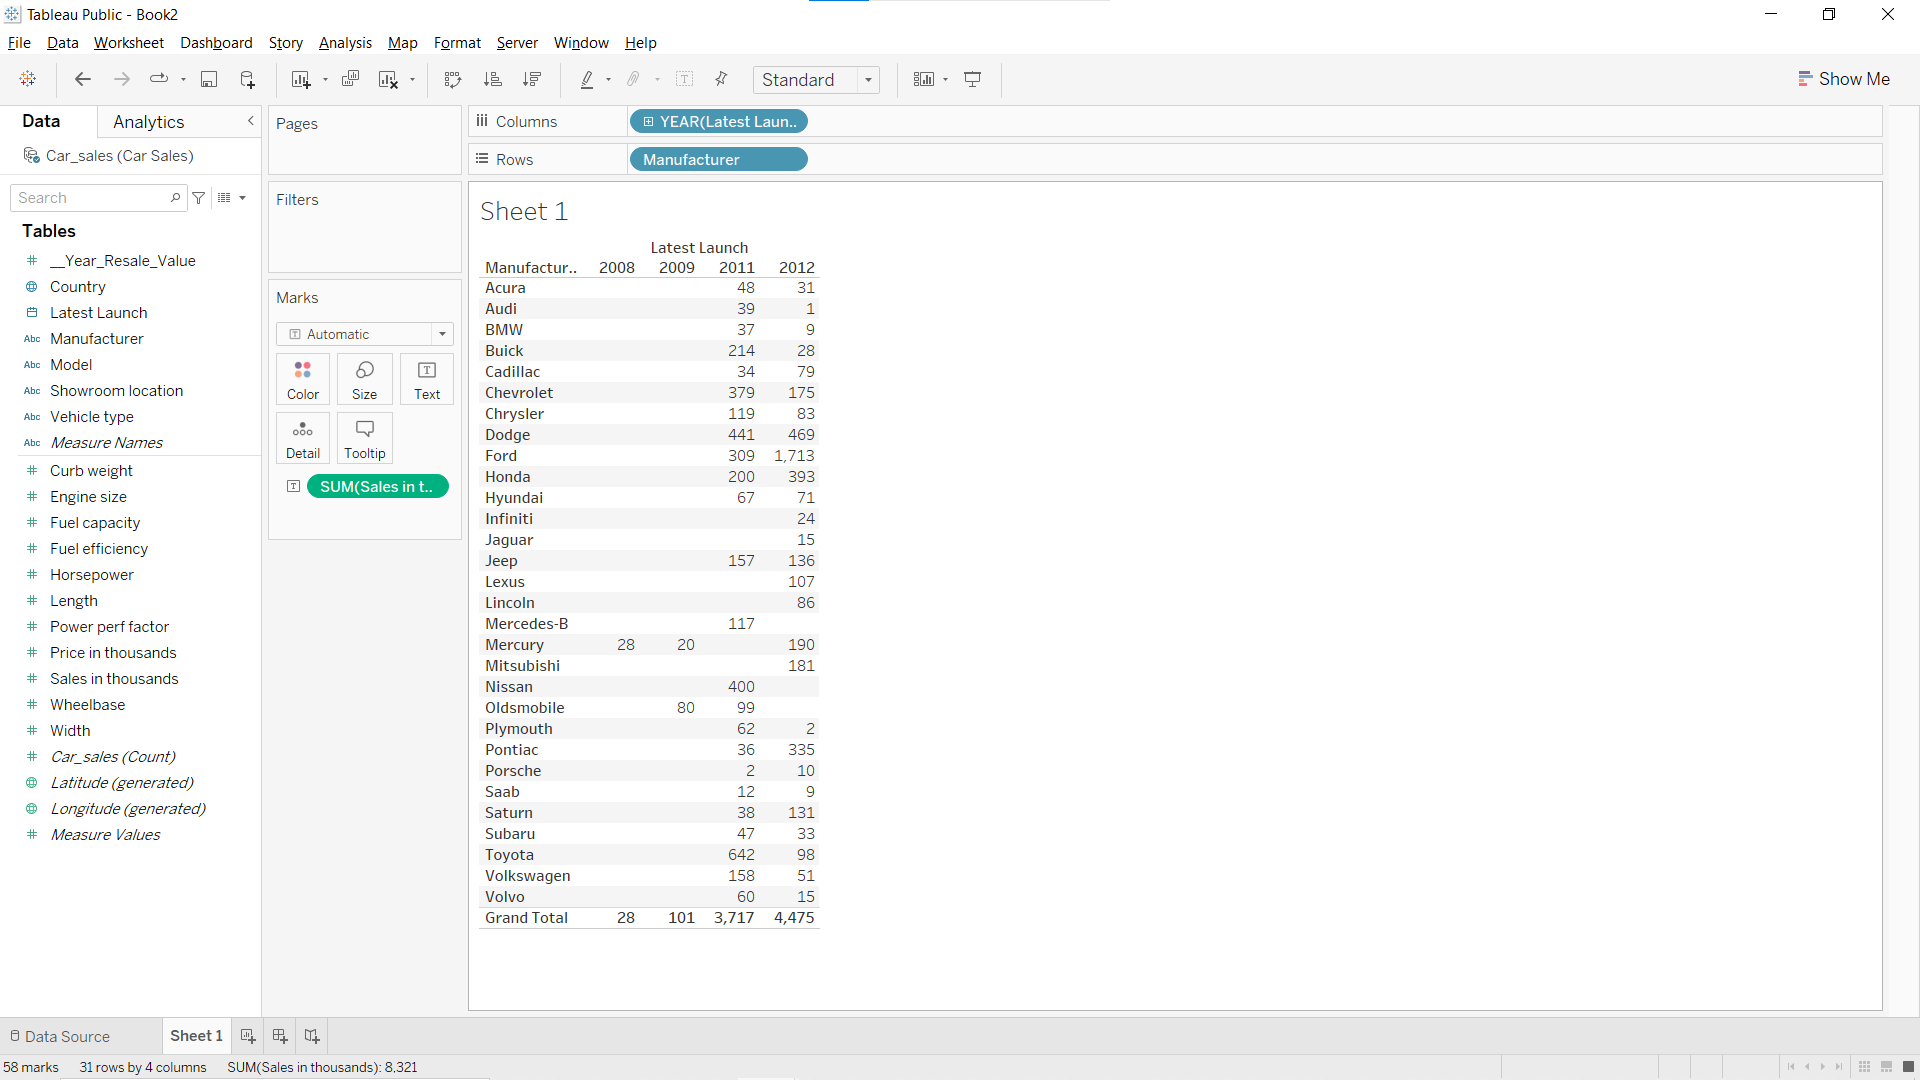 Tableau Public - Book2
File Data Worksheet Dashboard Story Analysis Map Format Server Window Help
Standard
Show Me
Data Analytics
Car_sales (Car Sales)
Search
Tables
__Year_Resale_Value
Country
Latest Launch
Abc Manufacturer
Abc Model
Abc Showroom location
Abc Vehicle type
Abc Measure Names
Curb weight
Engine size
Fuel capacity
Fuel efficiency
Horsepower
Length
Power perf factor
Price in thousands
Sales in thousands
Wheelbase
Width
Car_sales (Count)
Latitude (generated)
Longitude (generated)
Measure Values
Pages
Filters
Marks
Automatic
Color Size Text
Detail Tooltip
SUM(Sales in t..
Columns YEAR(Latest Laun..
Rows Manufacturer
Sheet 1
Latest Launch
Manufactur.. 2008 2009 2011 2012
Acura 48 31
Audi 39 1
BMW 37 9
Buick 214 28
Cadillac 34 79
Chevrolet 379 175
Chrysler 119 83
Dodge 441 469
Ford 309 1,713
Honda 200 393
Hyundai 67 71
Infiniti 24
Jaguar 15
Jeep 157 136
Lexus 107
Lincoln 86
Mercedes-B 117
Mercury 28 20 190
Mitsubishi 181
Nissan 400
Oldsmobile 80 99
Plymouth 62 2
Pontiac 36 335
Porsche 2 10
Saab 12 9
Saturn 38 131
Subaru 47 33
Toyota 642 98
Volkswagen 158 51
Volvo 60 15
Grand Total 28 101 3,717 4,475
Data Source Sheet 1
58 marks 31 rows by 4 columns SUM(Sales in thousands): 8,321